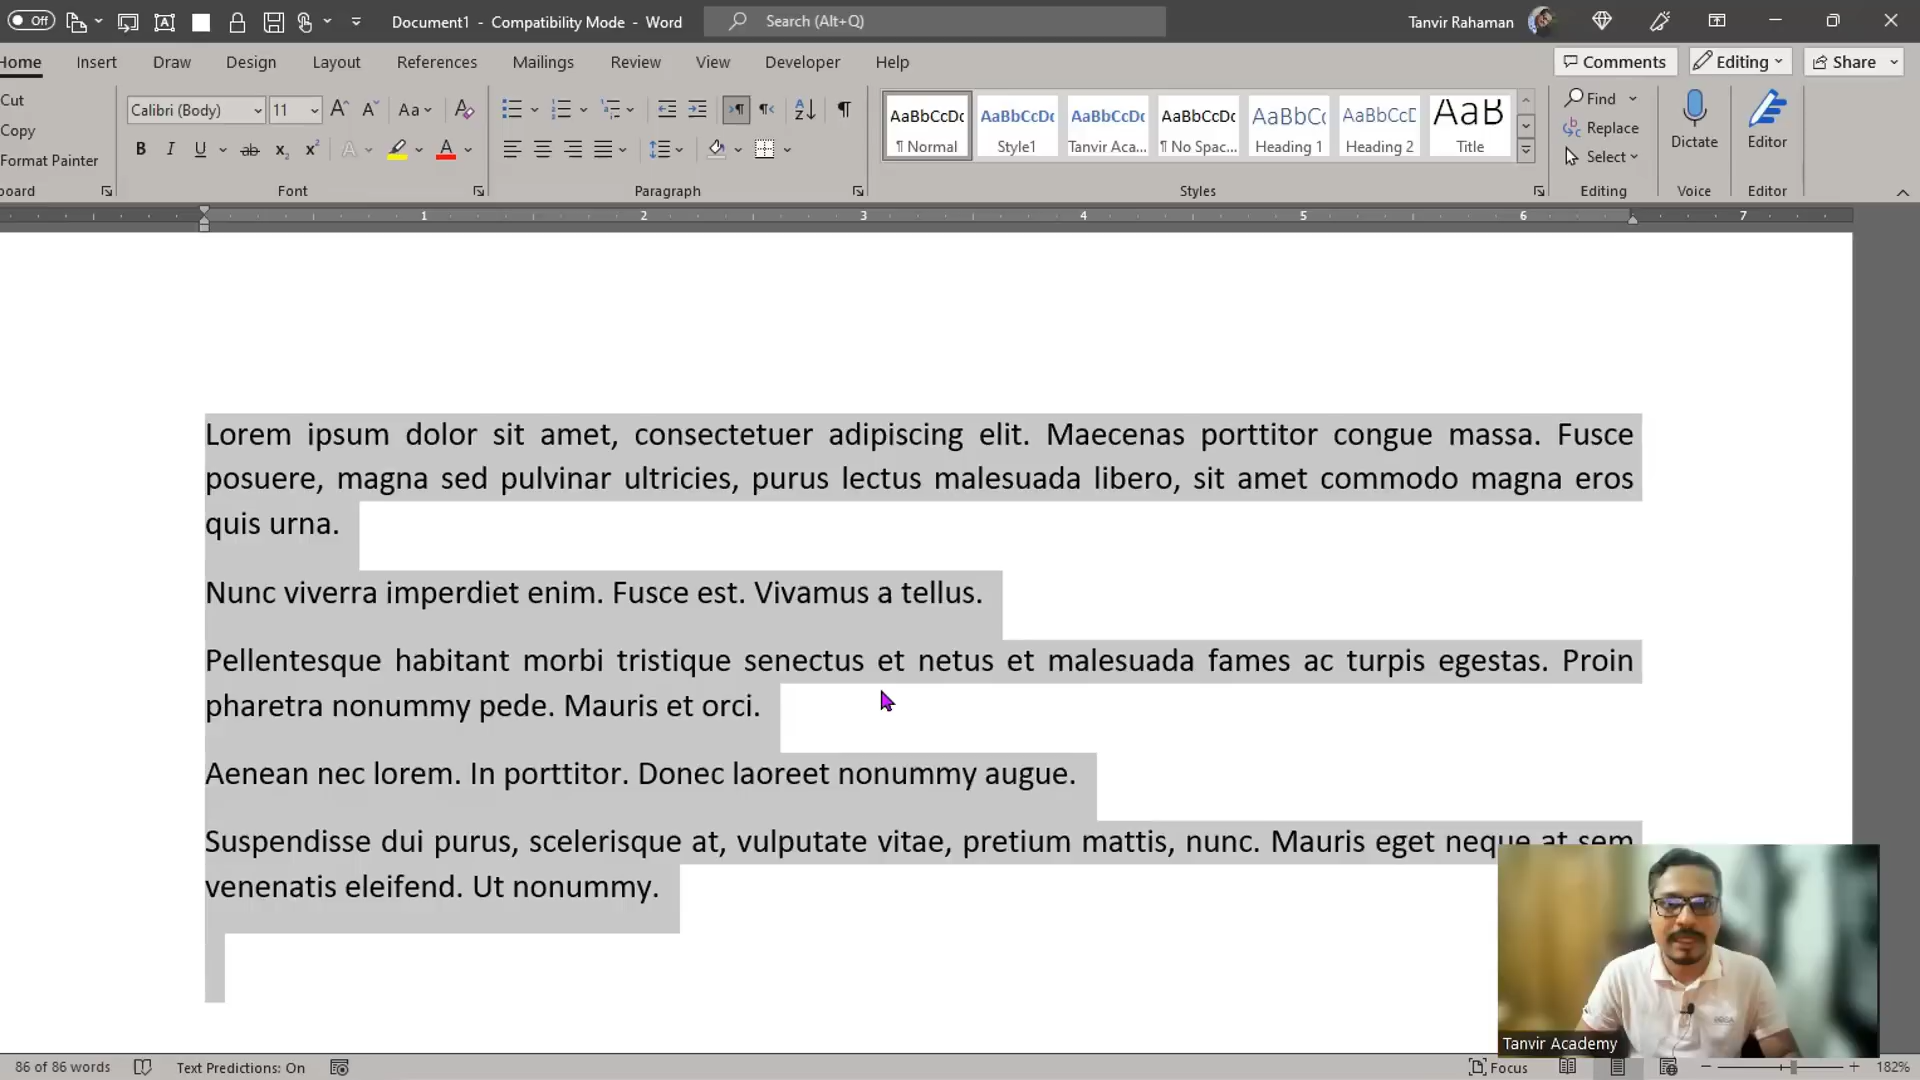 Off
Document1 - Compatibility Mode - Word
Search (Alt+Q)
Tanvir Rahaman
Home Insert Draw Design Layout References Mailings Review View Developer Help
Comments Editing Share
Cut
Copy
Format Painter
board
Calibri (Body) 11
Font
Paragraph
AaBbCcDc AaBbCcDc AaBbCcDc AaBbCcDc AaBbCc AaBbCcD AaB
¶ Normal Style1 Tanvir Aca... ¶ No Spac... Heading 1 Heading 2 Title
Styles
Find
Replace
Select
Editing
Dictate
Voice
Editor
Editor
1 2 3 4 5 6 7
Lorem ipsum dolor sit amet, consectetuer adipiscing elit. Maecenas porttitor congue massa. Fusce
posuere, magna sed pulvinar ultricies, purus lectus malesuada libero, sit amet commodo magna eros
quis urna.
Nunc viverra imperdiet enim. Fusce est. Vivamus a tellus.
Pellentesque habitant morbi tristique senectus et netus et malesuada fames ac turpis egestas. Proin
pharetra nonummy pede. Mauris et orci.
Aenean nec lorem. In porttitor. Donec laoreet nonummy augue.
Suspendisse dui purus, scelerisque at, vulputate vitae, pretium mattis, nunc. Mauris eget neque at sem
venenatis eleifend. Ut nonummy.
Tanvir Academy
86 of 86 words Text Predictions: On
Focus 182%